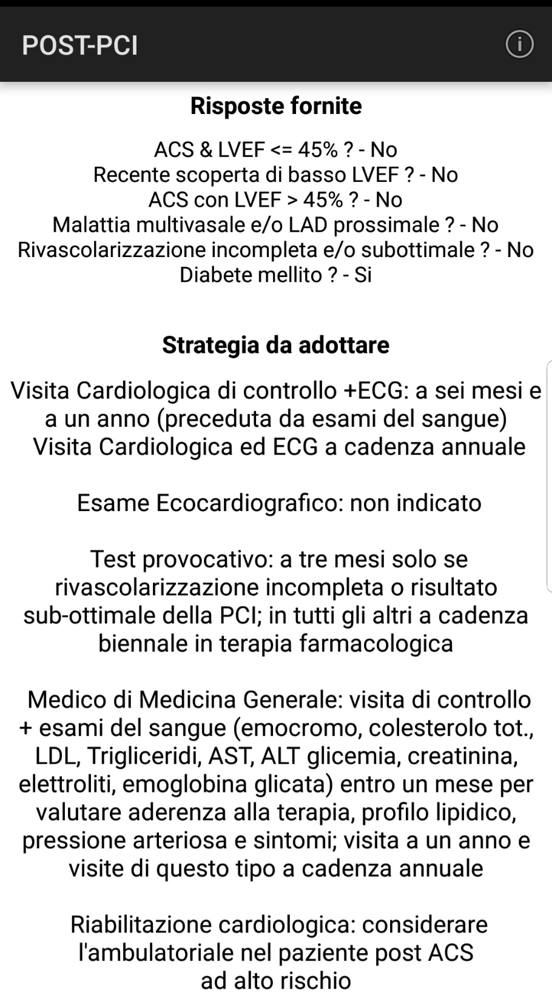 POST-PCI
Risposte fornite
ACS & LVEF <= 45% ? - No
Recente scoperta di basso LVEF ? - No
ACS con LVEF > 45% ? - No
Malattia multivasale e/o LAD prossimale ? - No
Rivascolarizzazione incompleta e/o subottimale ? - No
Diabete mellito ? - Si
Strategia da adottare
Visita Cardiologica di controllo +ECG: a sei mesi e
a un anno (preceduta da esami del sangue)
Visita Cardiologica ed ECG a cadenza annuale
Esame Ecocardiografico: non indicato
Test provocativo: a tre mesi solo se
rivascolarizzazione incompleta o risultato
sub-ottimale della PCI; in tutti gli altri a cadenza
biennale in terapia farmacologica
Medico di Medicina Generale: visita di controllo
+ esami del sangue (emocromo, colesterolo tot.,
LDL, Trigliceridi, AST, ALT glicemia, creatinina,
elettroliti, emoglobina glicata) entro un mese per
valutare aderenza alla terapia, profilo lipidico,
pressione arteriosa e sintomi; visita a un anno e
visite di questo tipo a cadenza annuale
Riabilitazione cardiologica: considerare
l'ambulatoriale nel paziente post ACS
ad alto rischio